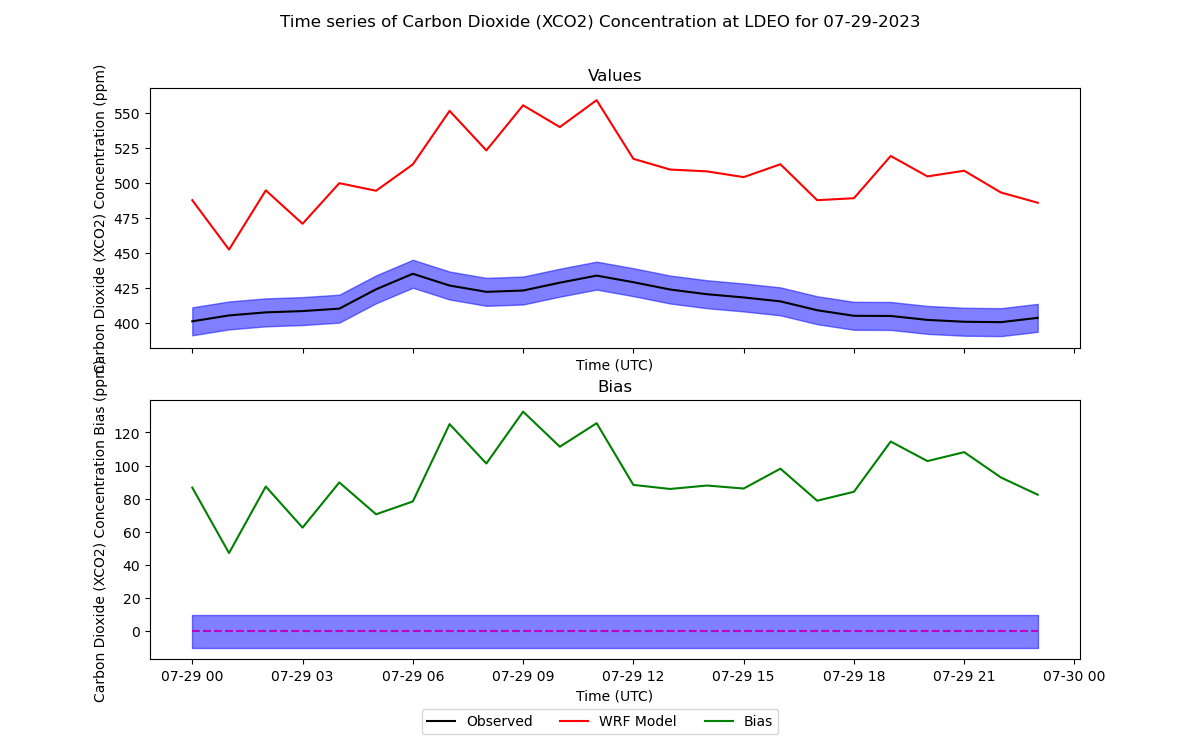 Time series of Carbon Dioxide (XCO2) Concentration at LDEO for 07-29-2023
Values
Carbon Dioxide (XCO2) Concentration (ppm)
550
525
500
475
450
425
400
Time (UTC)
Bias
Carbon Dioxide (XCO2) Concentration Bias (ppm)
120
100
80
60
40
20
0
07-29 00 07-29 03 07-29 06 07-29 09 07-29 12 07-29 15 07-29 18 07-29 21 07-30 00
Time (UTC)
Observed WRF Model Bias